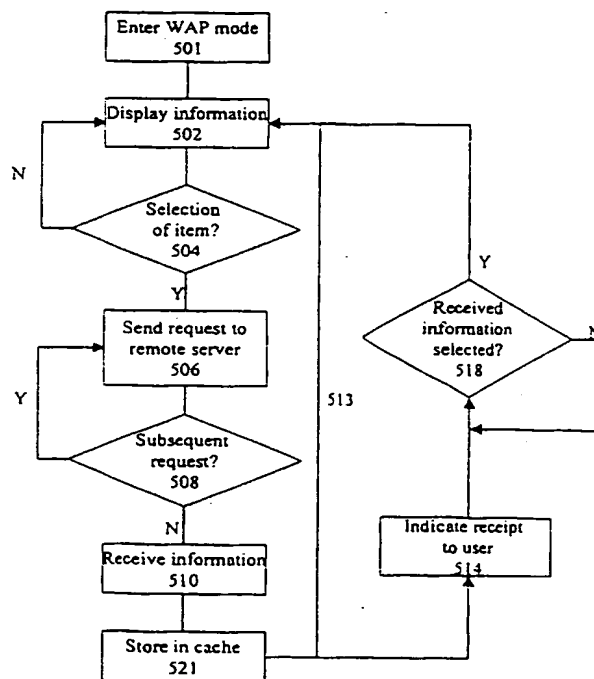 Enter WAP mode
501
Display information
502
N
Selection
of item?
504
Y
Send request to
remote server
506
Y
Subsequent
request?
508
N
Receive information
510
Store in cache
521
513
Y
Received
information
selected?
518
N
Indicate receipt
to user
514